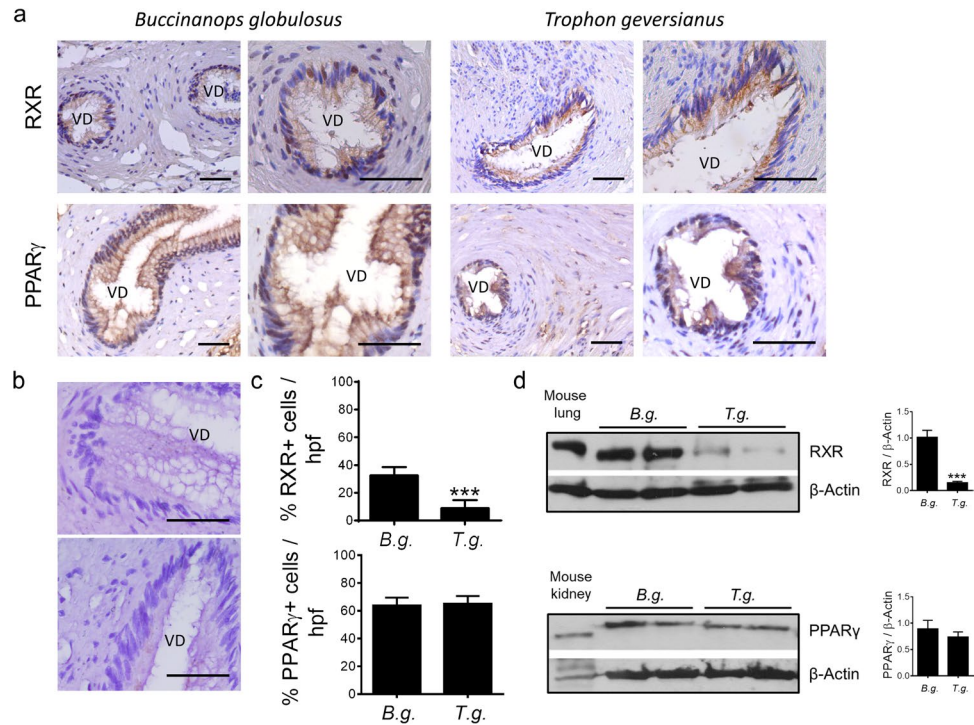 a
Buccinanops globulosus
Trophon geversianus
RXR
VD
VD
VD
VD
VD
PPARγ
VD
VD
VD
VD
b
VD
VD
c
% RXR+ cells /
hpf
100
80
60
40
20
0
***
B.g.
T.g.
% PPARγ+ cells /
hpf
100
80
60
40
20
0
B.g.
T.g.
d
Mouse
lung
B.g.
T.g.
RXR
β-Actin
RXR / β-Actin
1.5
1.0
0.5
0.0
***
B.g.
T.g.
Mouse
kidney
B.g.
T.g.
PPARγ
β-Actin
PPARγ / β-Actin
1.5
1.0
0.5
0.0
B.g.
T.g.